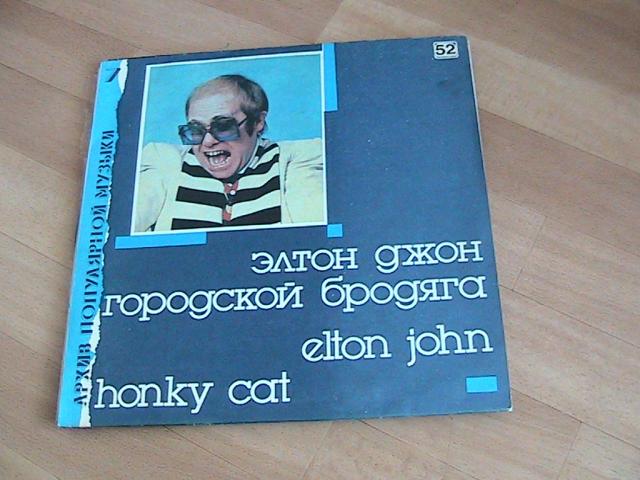 52
АРХИВ ПОПУЛЯРНОЙ МУЗЫКИ
элтон джон
городской бродяга
elton john
honky cat